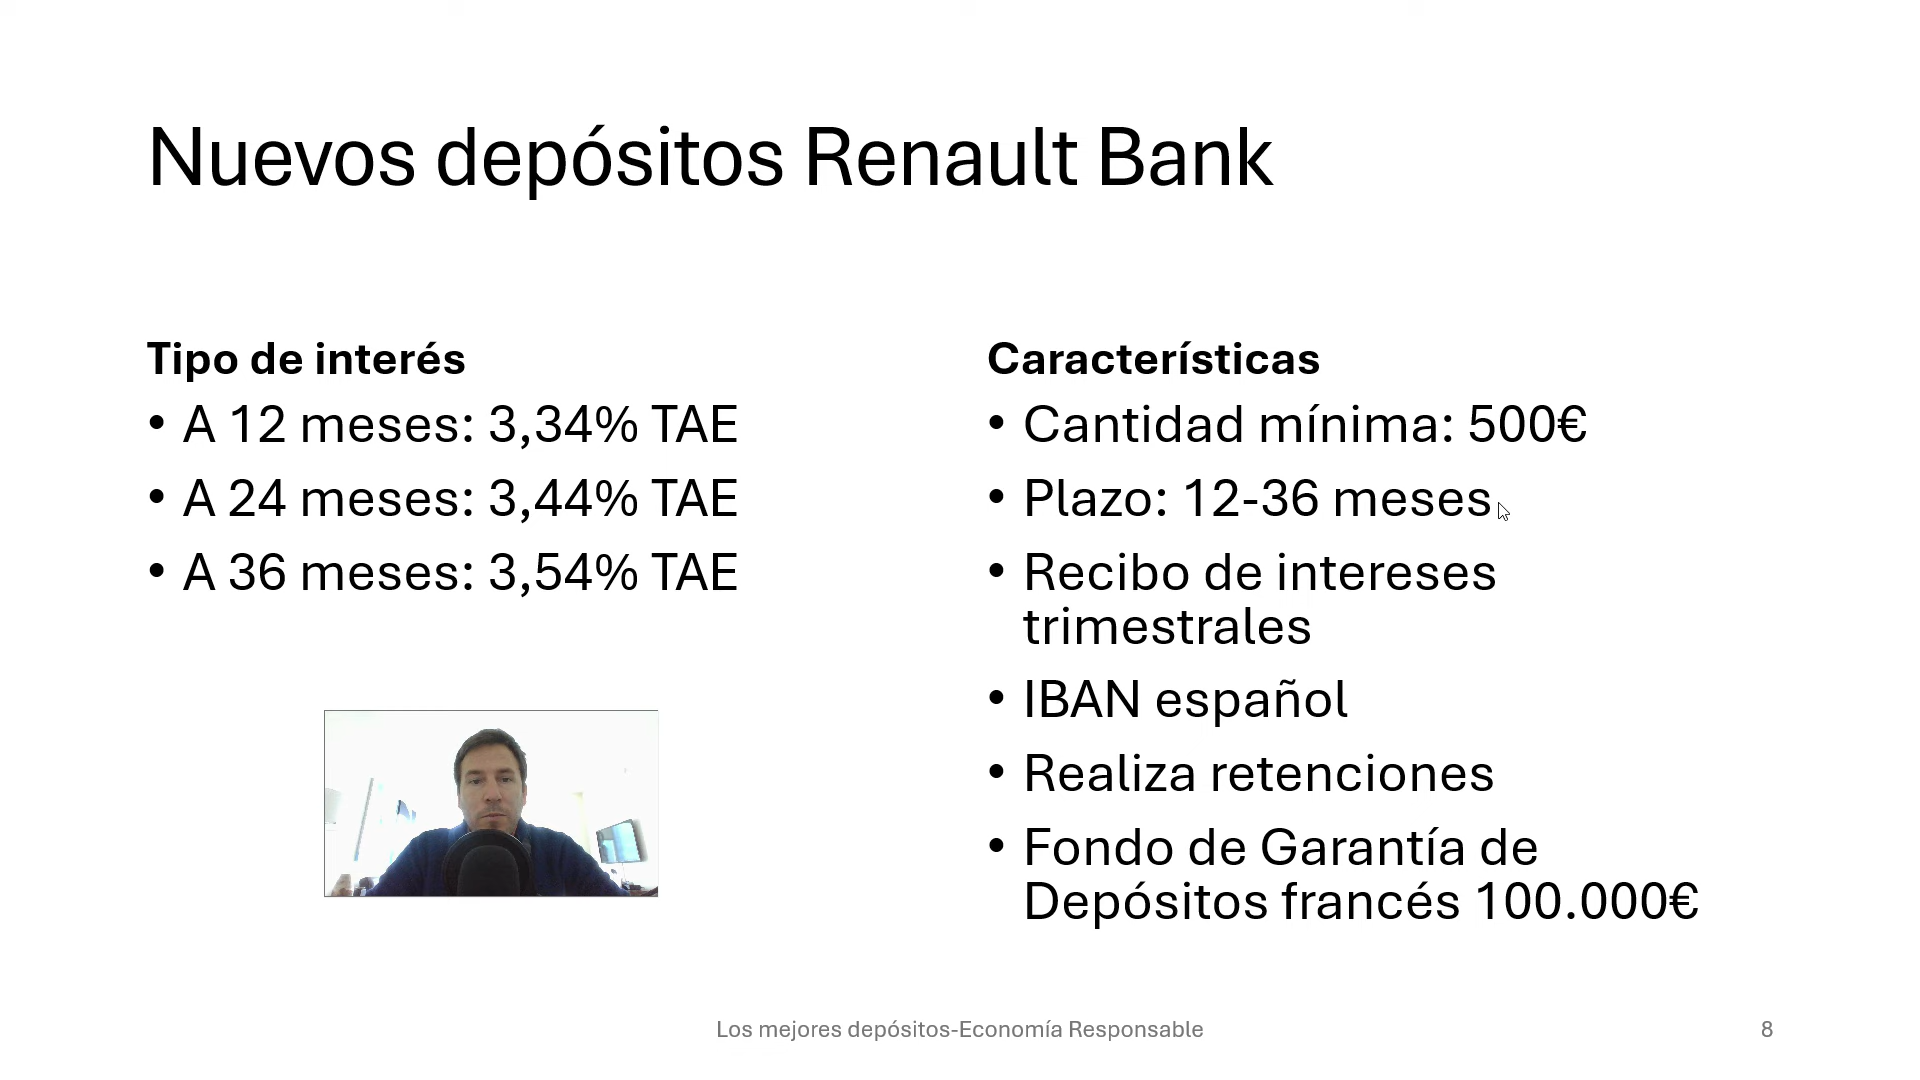 Nuevos depósitos Renault Bank
Tipo de interés
• A 12 meses: 3,34% TAE
• A 24 meses: 3,44% TAE
• A 36 meses: 3,54% TAE
Características
• Cantidad mínima: 500€
• Plazo: 12-36 meses
• Recibo de intereses
trimestrales
• IBAN español
• Realiza retenciones
• Fondo de Garantía de
Depósitos francés 100.000€
Los mejores depósitos-Economía Responsable
8